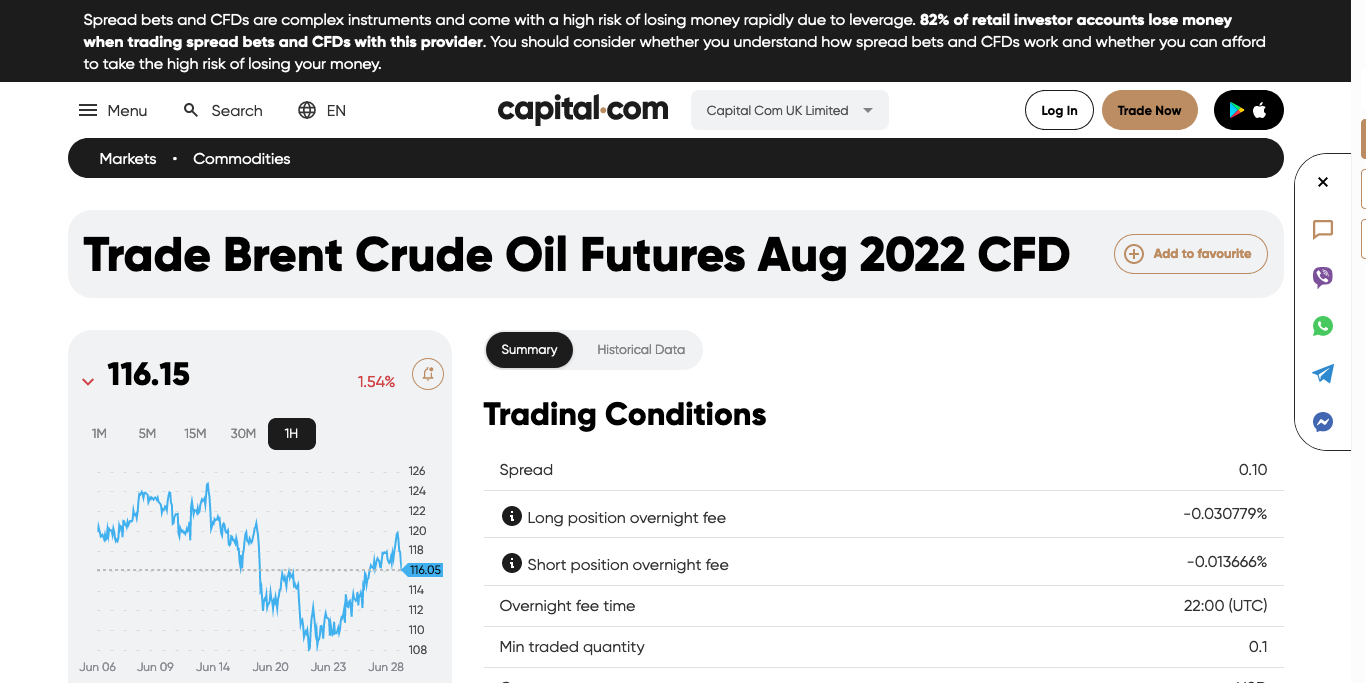 Spread bets and CFDs are complex instruments and come with a high risk of losing money rapidly due to leverage. 82% of retail investor accounts lose money
when trading spread bets and CFDs with this provider. You should consider whether you understand how spread bets and CFDs work and whether you can afford
to take the high risk of losing your money.
Menu
Search
EN
capital.com
Capital Com UK Limited
Log In
Trade Now
Markets • Commodities
Trade Brent Crude Oil Futures Aug 2022 CFD
Add to favourite
116.15
1.54%
1M 5M 15M 30M 1H
126
124
122
120
118
116.05
114
112
110
108
Jun 06 Jun 09 Jun 14 Jun 20 Jun 23 Jun 28
Summary
Historical Data
Trading Conditions
Spread 0.10
Long position overnight fee -0.030779%
Short position overnight fee -0.013666%
Overnight fee time 22:00 (UTC)
Min traded quantity 0.1